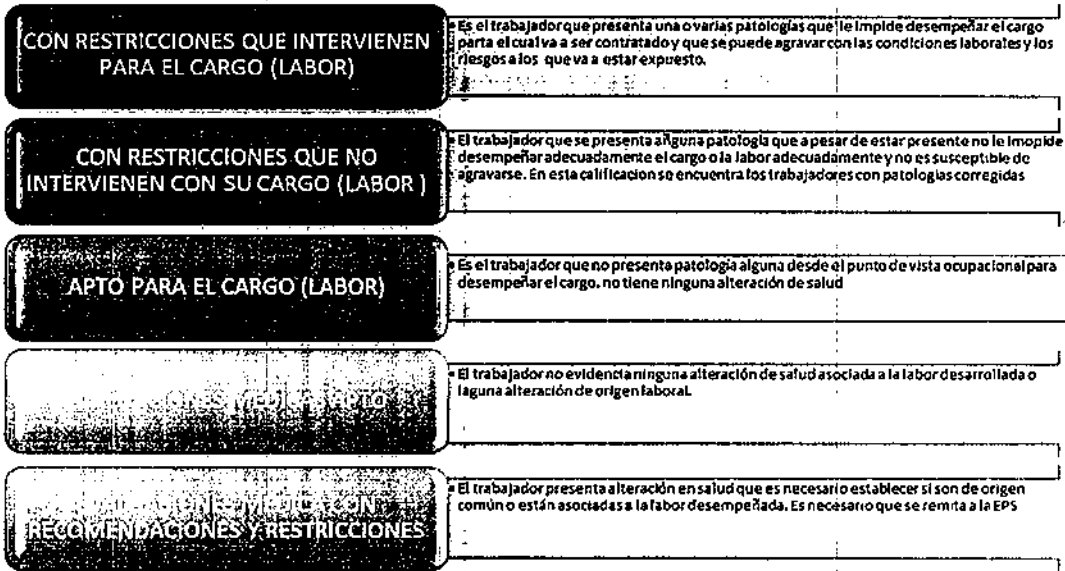 CON RESTRICCIONES QUE INTERVIENEN
PARA EL CARGO (LABOR)
• Es el trabajador que presenta una o varias patologías que le impide desempeñar el cargo
parta el cual va a ser contratado y que se puede agravar con las condiciones laborales y los
riesgos a los que va a estar expuesto.
CON RESTRICCIONES QUE NO
INTERVIENEN CON SU CARGO (LABOR )
• El trabajador que se presenta añguna patología que a pesar de estar presente no le imopide
desempeñar adecuadamente el cargo o la labor adecuadamente y no es susceptible de
agravarse. En esta calificacion se encuentra los trabajadores con patologías corregidas
APTO PARA EL CARGO (LABOR)
• Es el trabajador que no presenta patología alguna desde el punto de vista ocupacional para
desempeñar el cargo. no tiene ninguna alteración de salud
APTO
• El trabajador no evidencia ninguna alteración de salud asociada a la labor desarrollada o
laguna alteración de origen laboral.
CON
RECOMENDACIONES Y RESTRICCIONES
• El trabajador presenta alteración en salud que es necesario establecer si son de origen
común o están asociadas a la labor desempeñada. Es necesario que se remita a la EPS